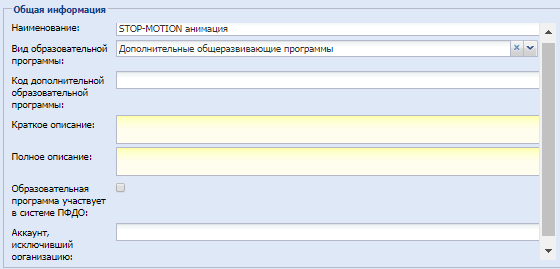 Общая информация
Наименование: STOP-MOTION анимация
Вид образовательной
программы: Дополнительные общеразвивающие программы
Код дополнительной
образовательной
программы:
Краткое описание:
Полное описание:
Образовательная
программа участвует
в системе ПФДО:
Аккаунт,
исключивший
организацию: